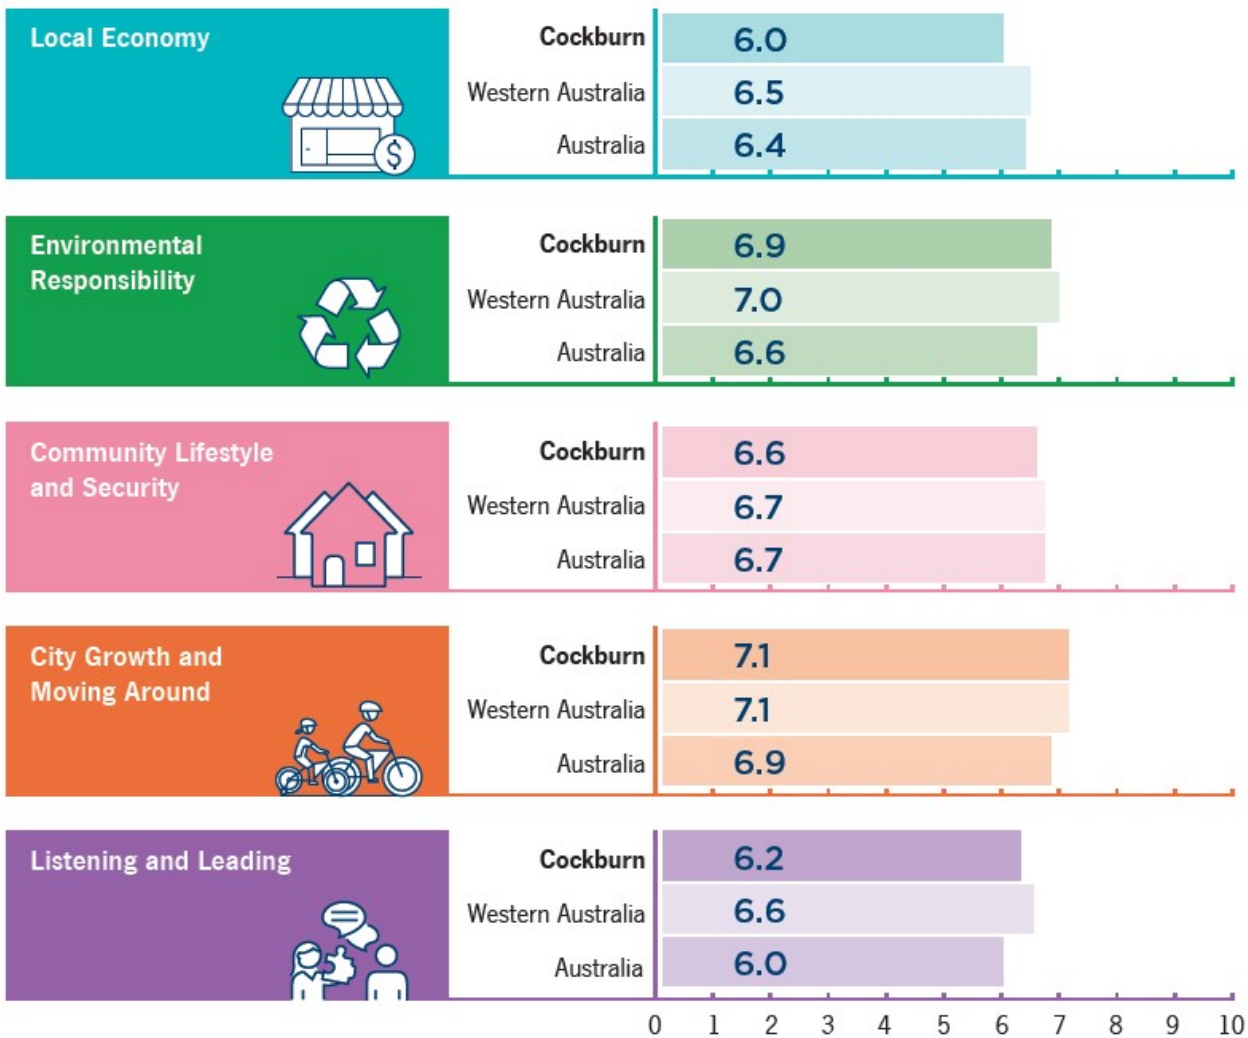 Local Economy
$
Cockburn 6.0
Western Australia 6.5
Australia 6.4
Environmental
Responsibility
Cockburn 6.9
Western Australia 7.0
Australia 6.6
Community Lifestyle
and Security
Cockburn 6.6
Western Australia 6.7
Australia 6.7
City Growth and
Moving Around
Cockburn 7.1
Western Australia 7.1
Australia 6.9
Listening and Leading
Cockburn 6.2
Western Australia 6.6
Australia 6.0
0 1 2 3 4 5 6 7 8 9 10